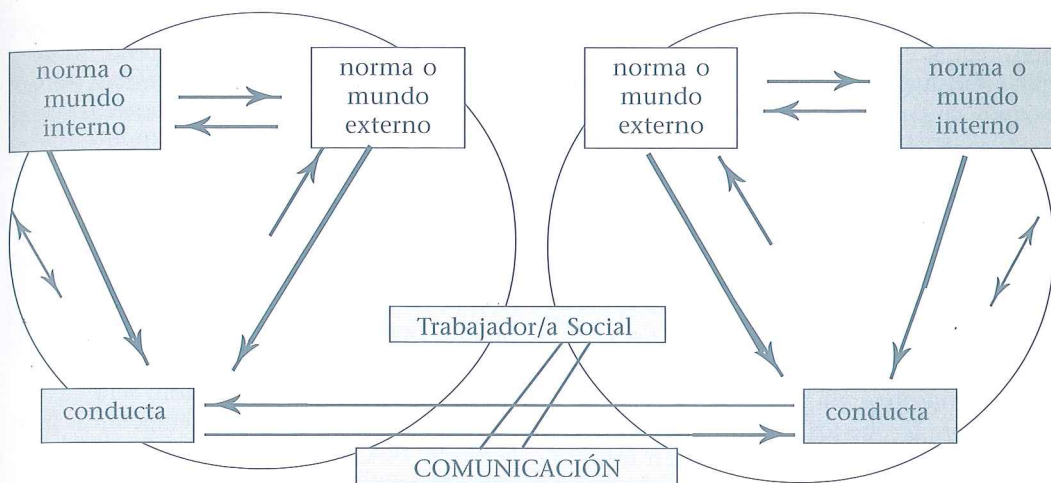 norma o
mundo
interno
norma o
mundo
externo
norma o
mundo
externo
norma o
mundo
interno
Trabajador/a Social
conducta
conducta
COMUNICACIÓN